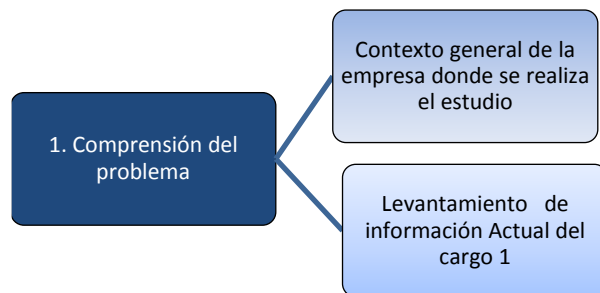 1. Comprensión del
problema
Contexto general de la
empresa donde se realiza
el estudio
Levantamiento de
información Actual del
cargo 1